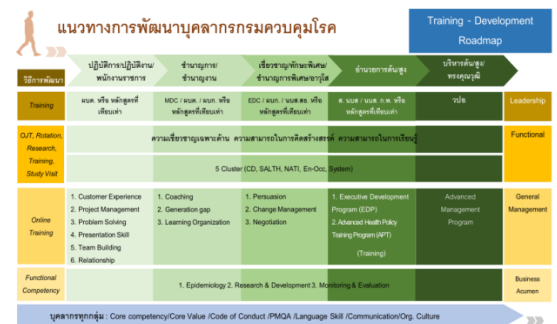 แนวทางการพัฒนาบุคลากรกรมควบคุมโรค
Training - Development
Roadmap
วิธีการพัฒนา
ปฏิบัติการ/ปฏิบัติงาน/
พนักงานราชการ
ชำนาญการ/
ชำนาญงาน
เชี่ยวชาญ/ทักษะพิเศษ/
ชำนาญการพิเศษ/อาวุโส
อำนวยการต้น/สูง
บริหารต้น/สูง/
ทรงคุณวุฒิ
Training
ผบต. หรือ หลักสูตรที่
เทียบเท่า
MDC / ผบต. / ผบก. หรือ
หลักสูตรที่เทียบเท่า
EDC / ผบก. / นบส.สธ. หรือ
หลักสูตรที่เทียบเท่า
ส. นบส / นบส. ก.พ. หรือ
หลักสูตรที่เทียบเท่า
วปอ
Leadership
OJT, Rotation,
Research,
Training,
Study Visit
ความเชี่ยวชาญเฉพาะด้าน ความสามารถในการคิดสร้างสรรค์ ความสามารถในการเรียนรู้
5 Cluster (CD, SALTH, NATI, En-Occ, System)
Functional
Online
Training
1. Customer Experience
2. Project Management
3. Problem Solving
4. Presentation Skill
5. Team Building
6. Relationship
1. Coaching
2. Generation gap
3. Learning Organization
1. Persuasion
2. Change Management
3. Negotiation
1. Executive Development
Program (EDP)
2. Advanced Health Policy
Training Program (APT)
(Training)
Advanced
Management
Program
General
Management
Functional
Competency
1. Epidemiology 2. Research & Development 3. Monitoring & Evaluation
Business
Acumen
บุคลากรทุกกลุ่ม : Core competency/Core Value /Code of Conduct /PMQA /Language Skill /Communication/Org. Culture